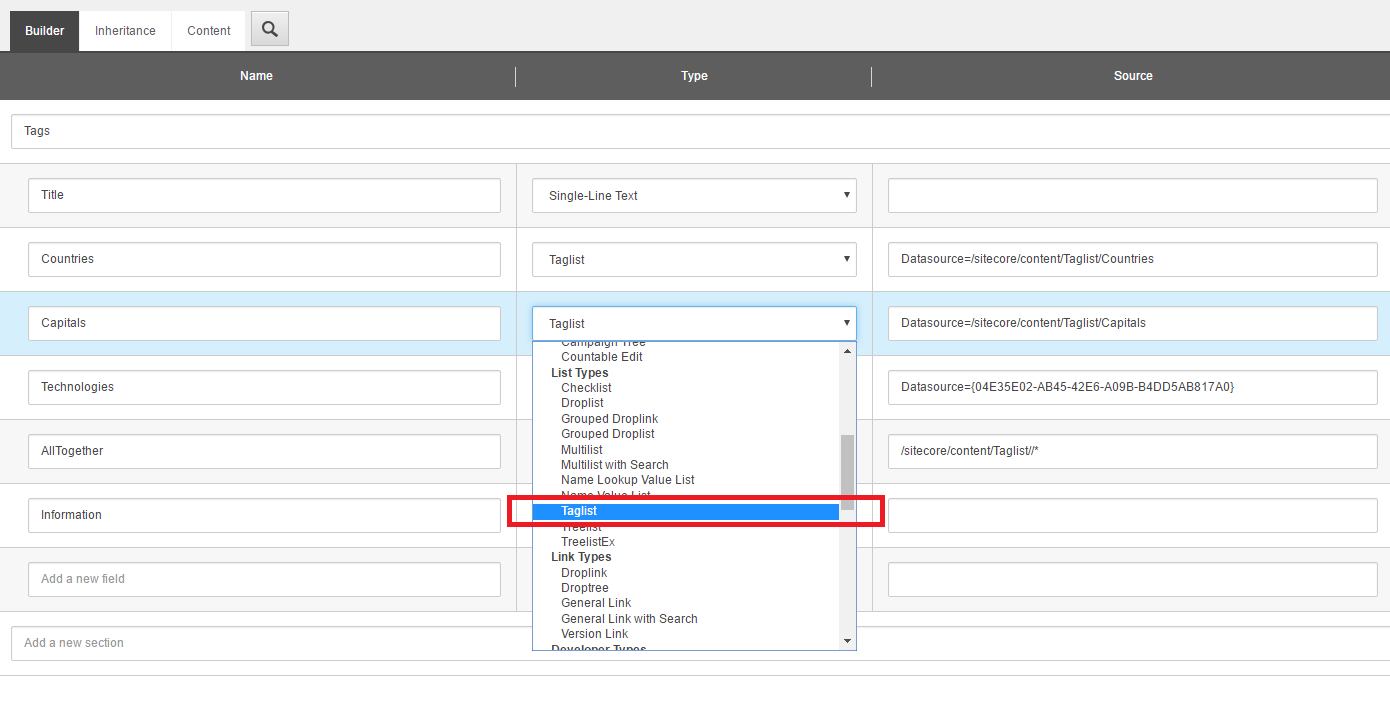 Builder Inheritance Content
Name Type Source
Tags
Title Single-Line Text
Countries Taglist Datasource=/sitecore/content/Taglist/Countries
Capitals Taglist Datasource=/sitecore/content/Taglist/Capitals
Campaign Tree
Countable Edit
List Types
Checklist
Technologies Datasource={04E35E02-AB45-42E6-A09B-B4DD5AB817A0}
Droplist
Grouped Droplink
Grouped Droplist
AllTogether /sitecore/content/Taglist//*
Multilist
Multilist with Search
Name Lookup Value List
Name Value List
Information Taglist
Treelist
TreelistEx
Link Types
Droplink
Add a new field
Droptree
General Link
General Link with Search
Version Link
Add a new section
Developer Types